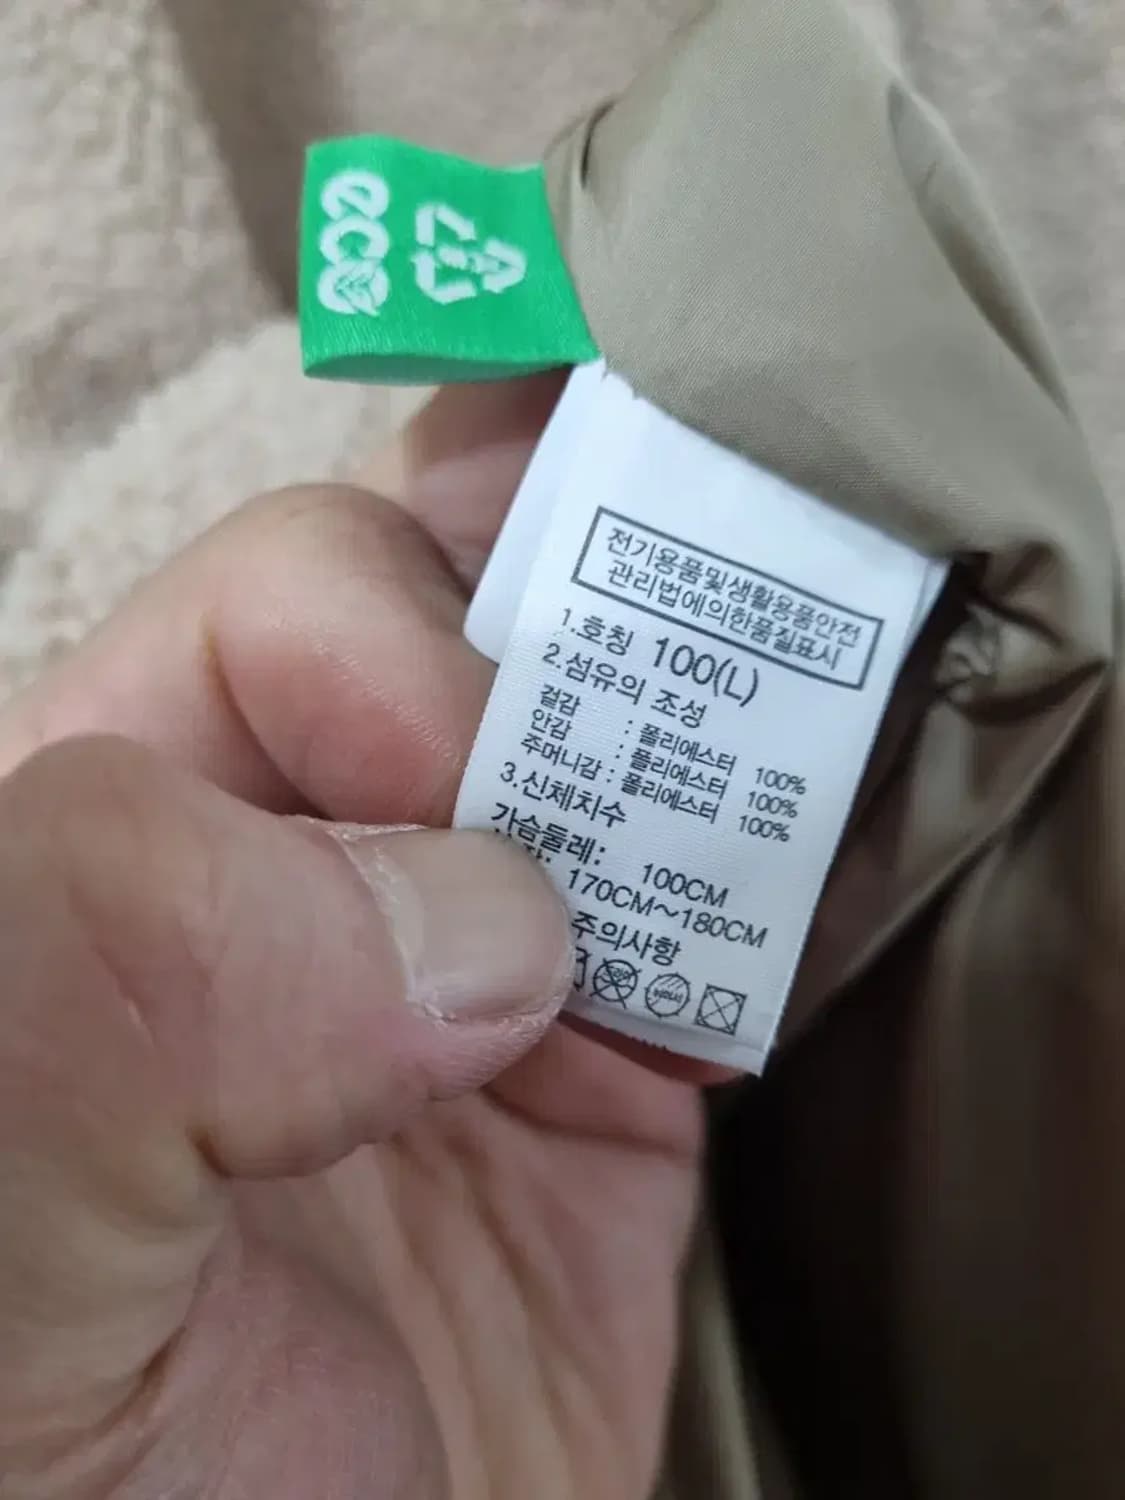 eco
전기용품및생활용품안전
관리법에의한품질표시
1.호칭 100(L)
2.섬유의 조성
겉감 : 폴리에스터 100%
안감 : 폴리에스터 100%
주머니감 : 폴리에스터 100%
3.신체치수
가슴둘레: 100CM
170CM~180CM
주의사항
드라이